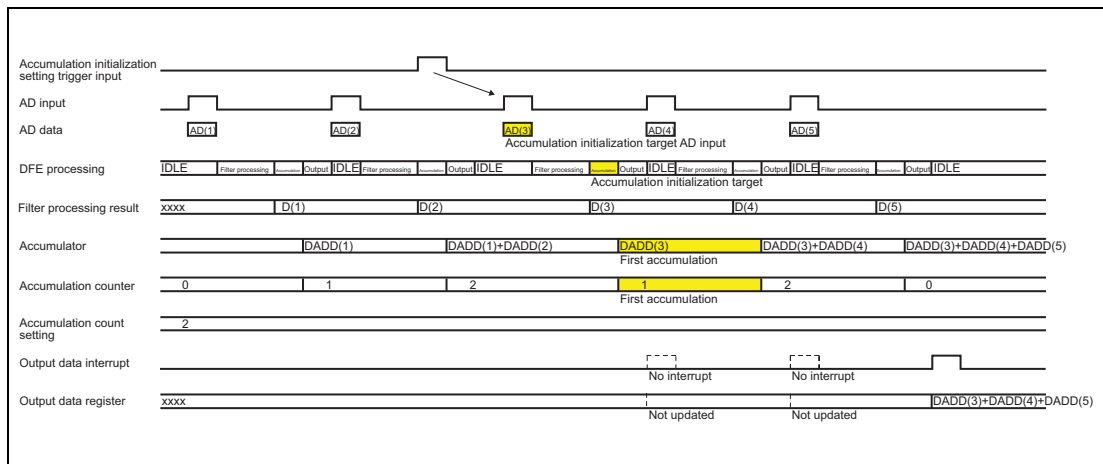 Accumulation initialization
setting trigger input
AD input
AD data
AD(1)
AD(2)
AD(3)
AD(4)
AD(5)
Accumulation initialization target AD input
DFE processing
IDLE
Filter processing
Accumulation
Output
IDLE
Filter processing
Accumulation
Output
IDLE
Filter processing
Accumulation
Output
IDLE
Filter processing
Accumulation
Output
IDLE
Filter processing
Accumulation
Output
IDLE
Accumulation initialization target
Filter processing result
xxxx
D(1)
D(2)
D(3)
D(4)
D(5)
Accumulator
DADD(1)
DADD(1)+DADD(2)
DADD(3)
DADD(3)+DADD(4)
DADD(3)+DADD(4)+DADD(5)
First accumulation
Accumulation counter
0
1
2
1
2
0
First accumulation
Accumulation count
setting
2
Output data interrupt
No interrupt
No interrupt
Output data register
xxxx
DADD(3)+DADD(4)+DADD(5)
Not updated
Not updated